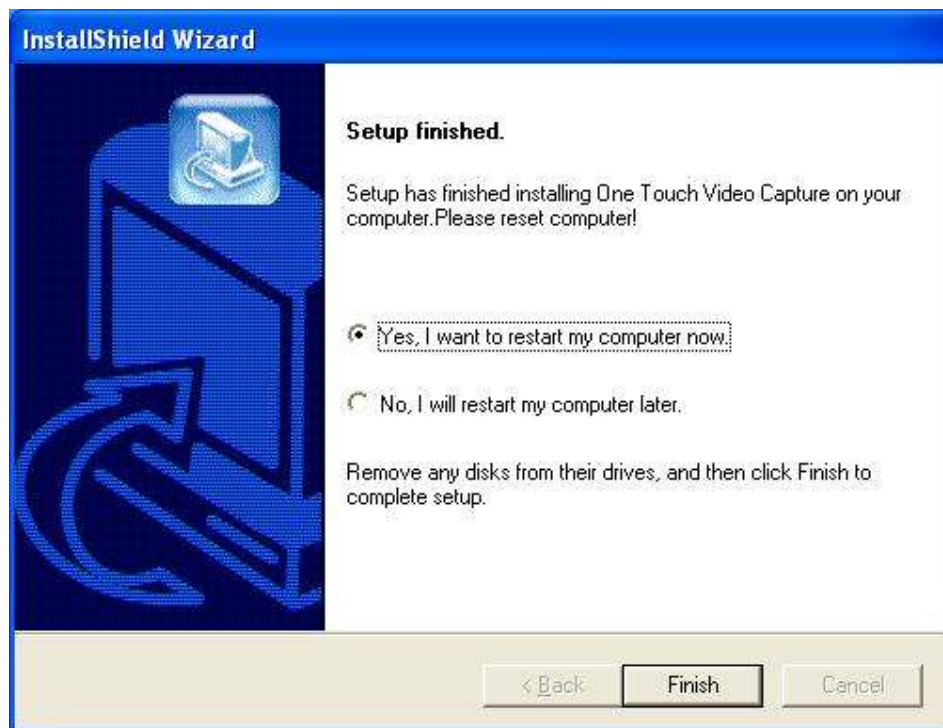 InstallShield Wizard
Setup finished.
Setup has finished installing One Touch Video Capture on your
computer.Please reset computer!
Yes, I want to restart my computer now.
No, I will restart my computer later.
Remove any disks from their drives, and then click Finish to
complete setup.
< Back
Finish
Cancel